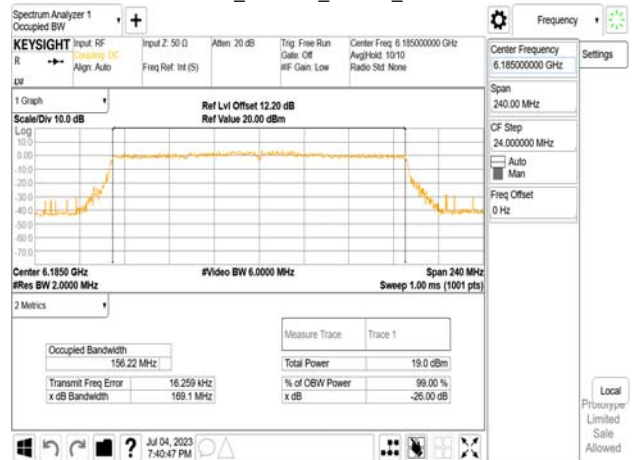 Spectrum Analyzer 1
Occupied BW
+
Frequency
KEYSIGHT
Input: RF
Coupling: DC
Align: Auto
Input Z: 50 Ω
Freq Ref: Int (S)
Atten: 20 dB
Trig: Free Run
Gate: Off
#IF Gain: Low
Center Freq: 6.185000000 GHz
Avg|Hold: 10/10
Radio Std: None
R
LW
Center Frequency
6.185000000 GHz
Settings
Span
240.00 MHz
CF Step
24.000000 MHz
Auto
Man
Freq Offset
0 Hz
1 Graph
Scale/Div 10.0 dB
Ref Lvl Offset 12.20 dB
Ref Value 20.00 dBm
Log
10.0
0.00
-10.0
-20.0
-30.0
-40.0
-50.0
-60.0
-70.0
Center 6.1850 GHz
#Res BW 2.0000 MHz
#Video BW 6.0000 MHz
Span 240 MHz
Sweep 1.00 ms (1001 pts)
2 Metrics
Measure Trace
Trace 1
Occupied Bandwidth
156.22 MHz
Total Power
19.0 dBm
Transmit Freq Error
16.259 kHz
% of OBW Power
99.00 %
x dB Bandwidth
169.1 MHz
x dB
-26.00 dB
Local
Prototype
Limited
Sale
Allowed
?
Jul 04, 2023
7:40:47 PM